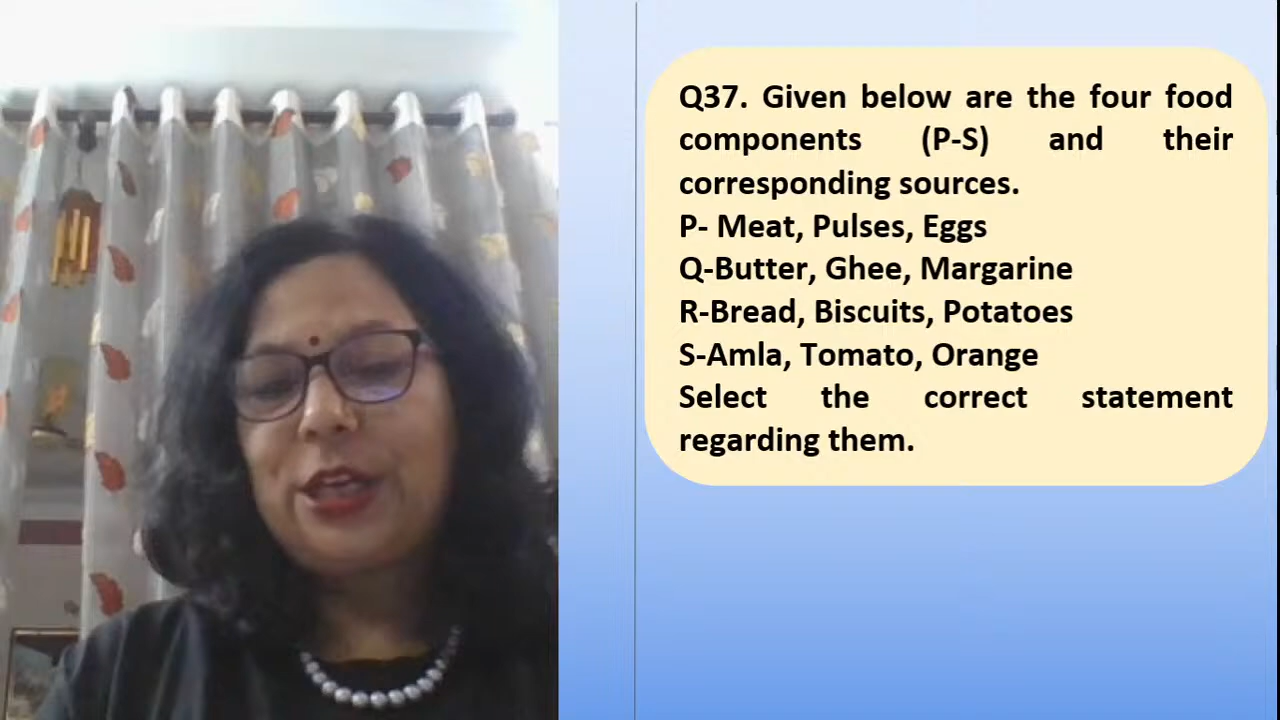 Q37. Given below are the four food
components (P-S) and their
corresponding sources.
P- Meat, Pulses, Eggs
Q-Butter, Ghee, Margarine
R-Bread, Biscuits, Potatoes
S-Amla, Tomato, Orange
Select the correct statement
regarding them.